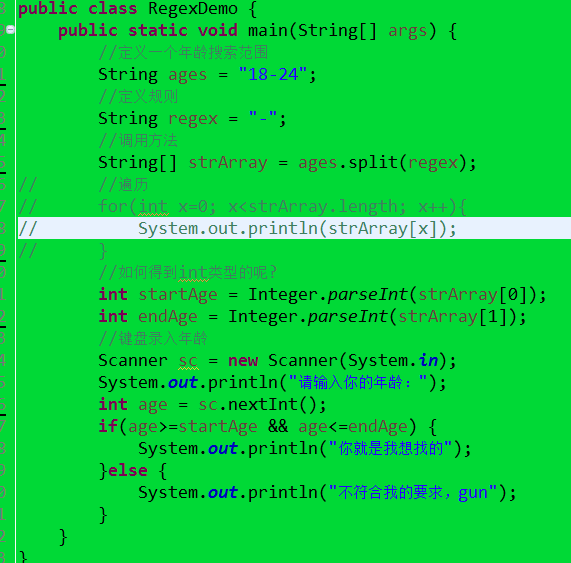 public class RegexDemo {
    public static void main(String[] args) {
        //定义一个年龄搜索范围
        String ages = "18-24";
        //定义规则
        String regex = "-";
        //调用方法
        String[] strArray = ages.split(regex);
//      //遍历
//      for(int x=0; x<strArray.length; x++){
//          System.out.println(strArray[x]);
//      }
        //如何得到int类型的呢?
        int startAge = Integer.parseInt(strArray[0]);
        int endAge = Integer.parseInt(strArray[1]);
        //键盘录入年龄
        Scanner sc = new Scanner(System.in);
        System.out.println("请输入你的年龄：");
        int age = sc.nextInt();
        if(age>=startAge && age<=endAge) {
            System.out.println("你就是我想找的");
        }else {
            System.out.println("不符合我的要求，gun");
        }
    }
}